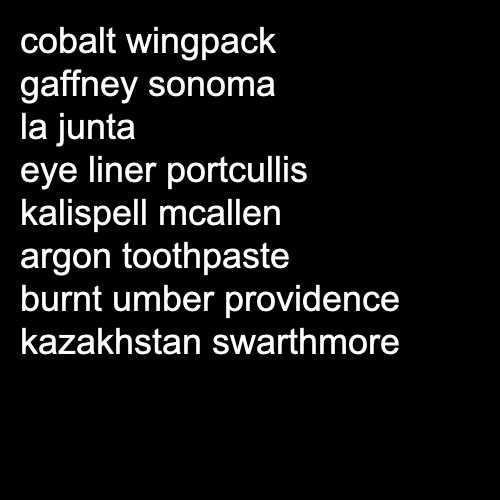 cobalt wingpack
gaffney sonoma
la junta
eye liner portcullis
kalispell mcallen
argon toothpaste
burnt umber providence
kazakhstan swarthmore